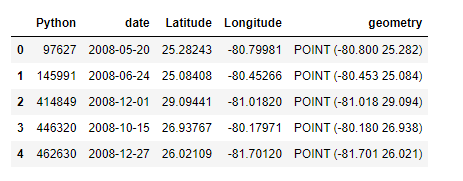 Python date Latitude Longitude geometry
0 97627 2008-05-20 25.28243 -80.79981 POINT (-80.800 25.282)
1 145991 2008-06-24 25.08408 -80.45266 POINT (-80.453 25.084)
2 414849 2008-12-01 29.09441 -81.01820 POINT (-81.018 29.094)
3 446320 2008-10-15 26.93767 -80.17971 POINT (-80.180 26.938)
4 462630 2008-12-27 26.02109 -81.70120 POINT (-81.701 26.021)